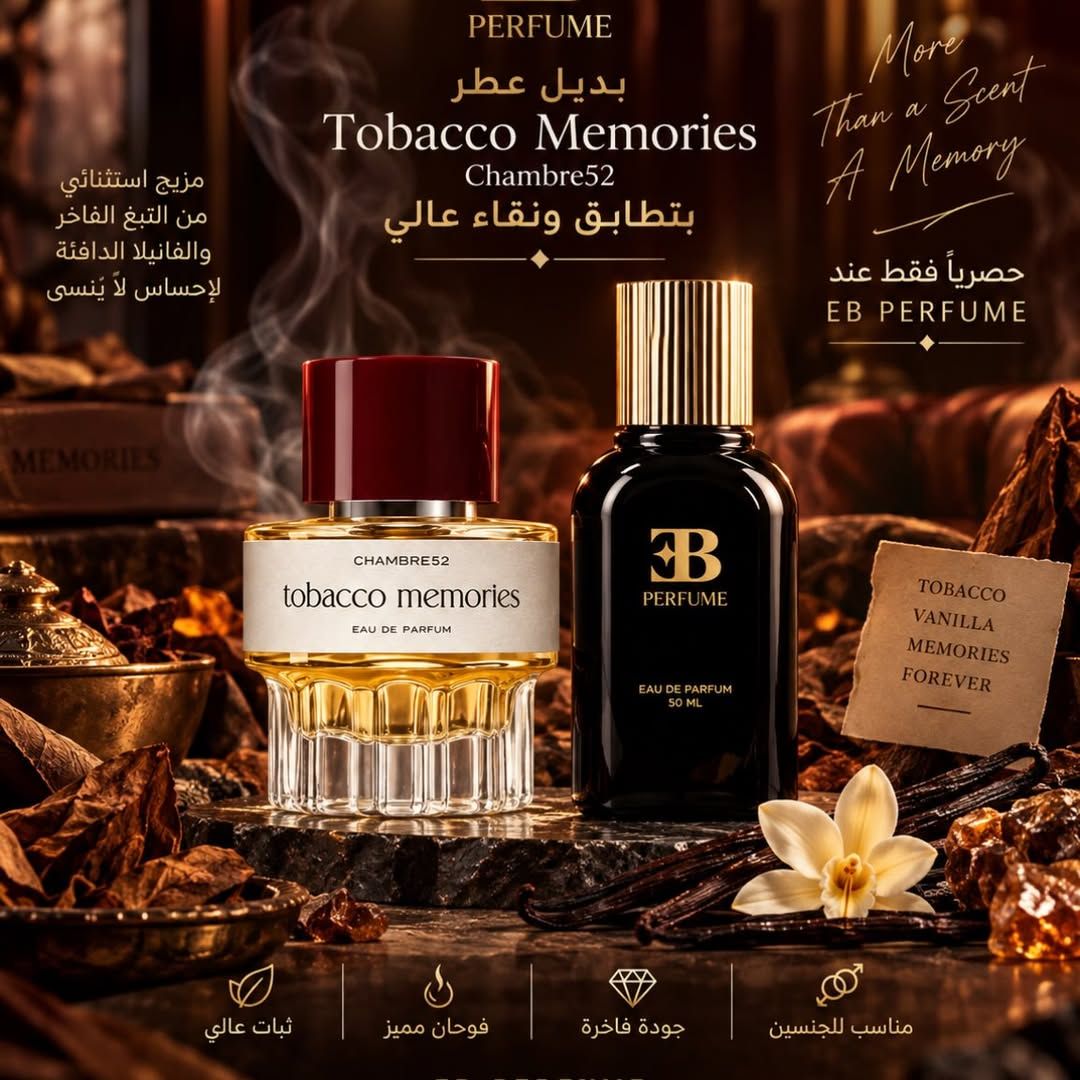 PERFUME
بديل عطر
Tobacco Memories
Chambre52
بتطابق ونقاء عالي
More
Than a Scent
A Memory
حصرياً فقط عند
EB PERFUME
مزيج استثنائي
من التبغ الفاخر
والفانيلا الدافئة
لإحساس لاً يُنسى
MEMORIES
CHAMBRE52
tobacco memories
EAU DE PARFUM
EB
PERFUME
EAU DE PARFUM
50 ML
TOBACCO
VANILLA
MEMORIES
FOREVER
مناسب للجنسين
جودة فاخرة
فوحان مميز
ثبات عالي